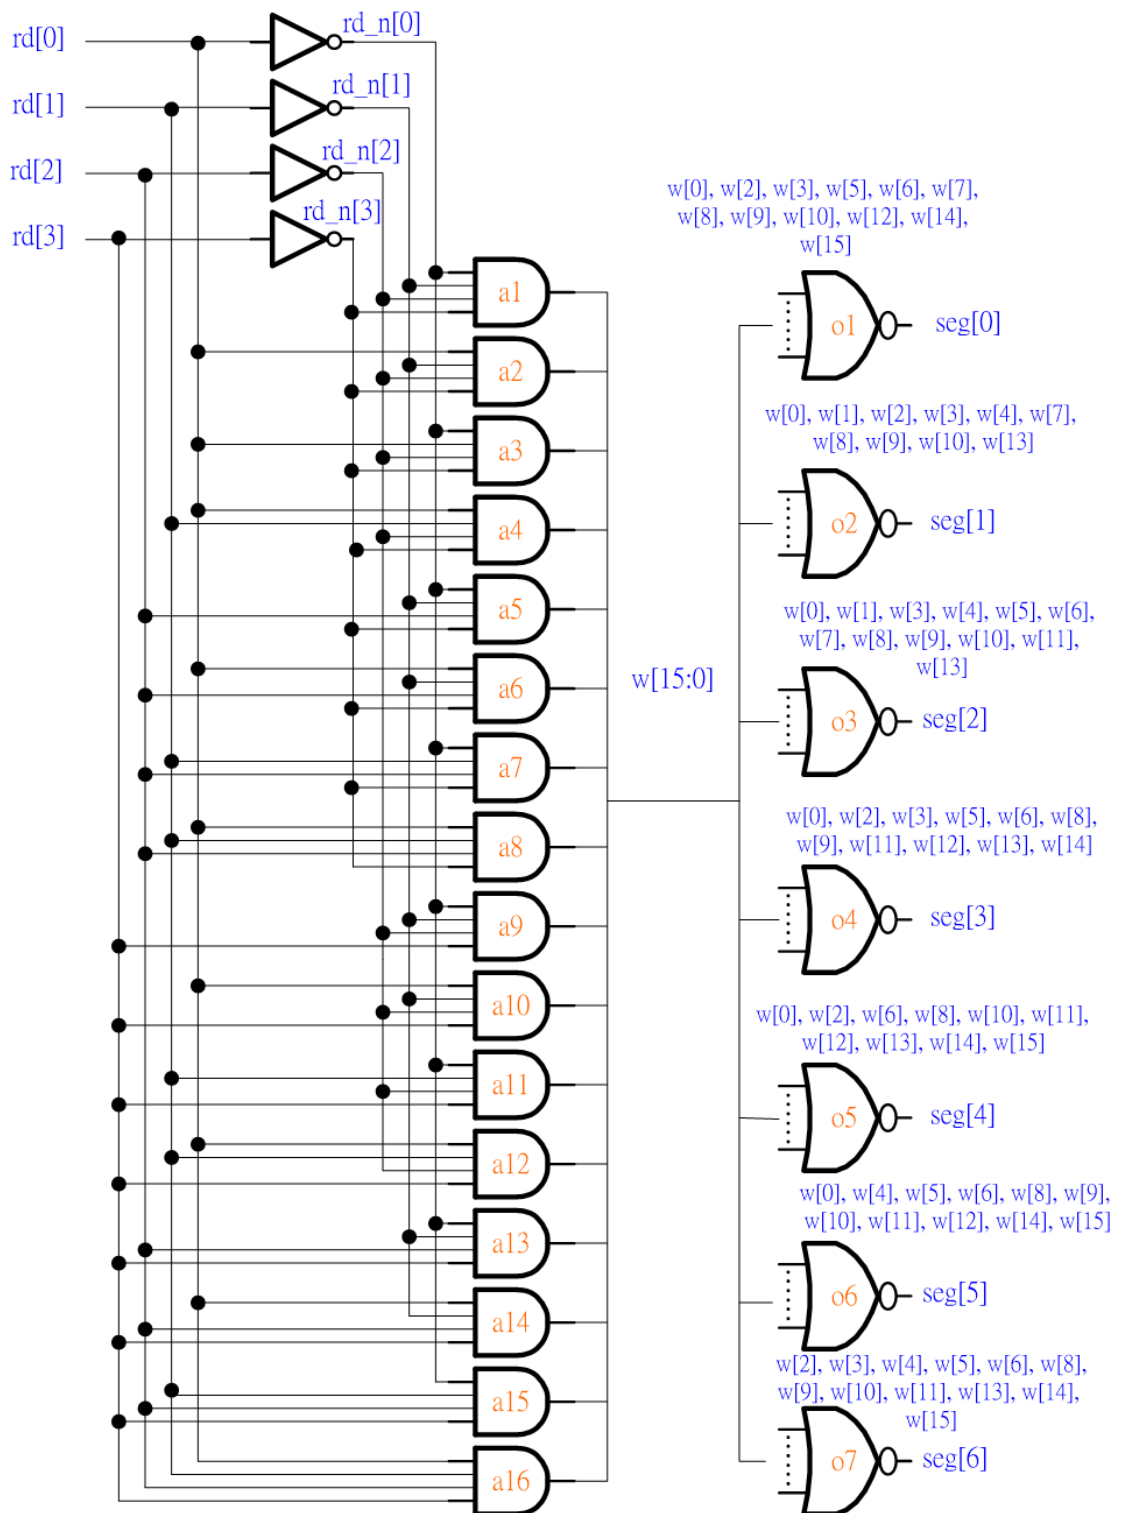 rd[0]
rd_n[0]
rd[1]
rd_n[1]
rd[2]
rd_n[2]
rd[3]
rd_n[3]
a1
a2
a3
a4
a5
a6
a7
a8
a9
a10
a11
a12
a13
a14
a15
a16
w[15:0]
w[0], w[2], w[3], w[5], w[6], w[7],
w[8], w[9], w[10], w[12], w[14],
w[15]
o1
seg[0]
w[0], w[1], w[2], w[3], w[4], w[7],
w[8], w[9], w[10], w[13]
o2
seg[1]
w[0], w[1], w[3], w[4], w[5], w[6],
w[7], w[8], w[9], w[10], w[11],
w[13]
o3
seg[2]
w[0], w[2], w[3], w[5], w[6], w[8],
w[9], w[11], w[12], w[13], w[14]
o4
seg[3]
w[0], w[2], w[6], w[8], w[10], w[11],
w[12], w[13], w[14], w[15]
o5
seg[4]
w[0], w[4], w[5], w[6], w[8], w[9],
w[10], w[11], w[12], w[14], w[15]
o6
seg[5]
w[2], w[3], w[4], w[5], w[6], w[8],
w[9], w[10], w[11], w[13], w[14],
w[15]
o7
seg[6]